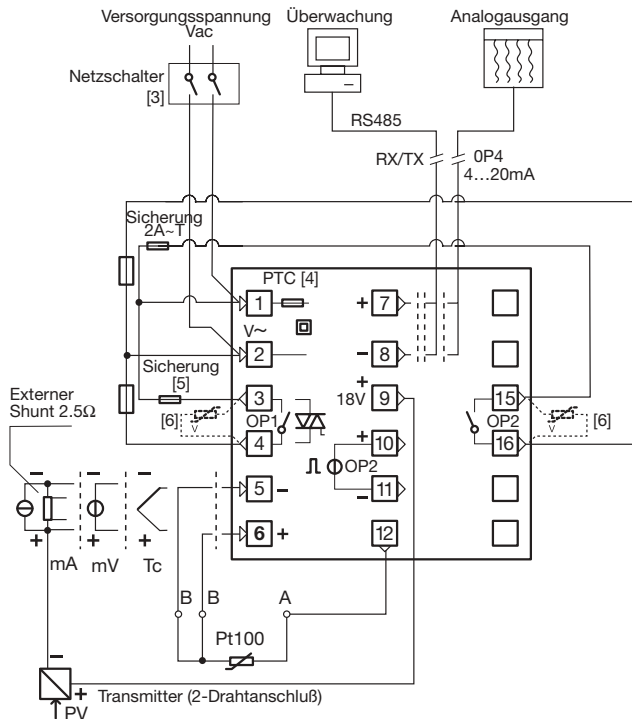 Versorgungsspannung
Vac
Überwachung
Analogausgang
Netzschalter
[3]
RS485
RX/TX
0P4
4...20mA
Sicherung
2A~T
PTC [4]
1
+ 7
V~
2
- 8
Sicherung
[5]
+
18V
3
9
15
Externer
Shunt 2.5Ω
[6]
OP1
OP2
[6]
V
V
4
+
10
16
OP2
5 -
- 11
6 +
12
- - -
+ + +
mA mV Tc
B B A
Pt100
-
+
Transmitter (2-Drahtanschluß)
PV